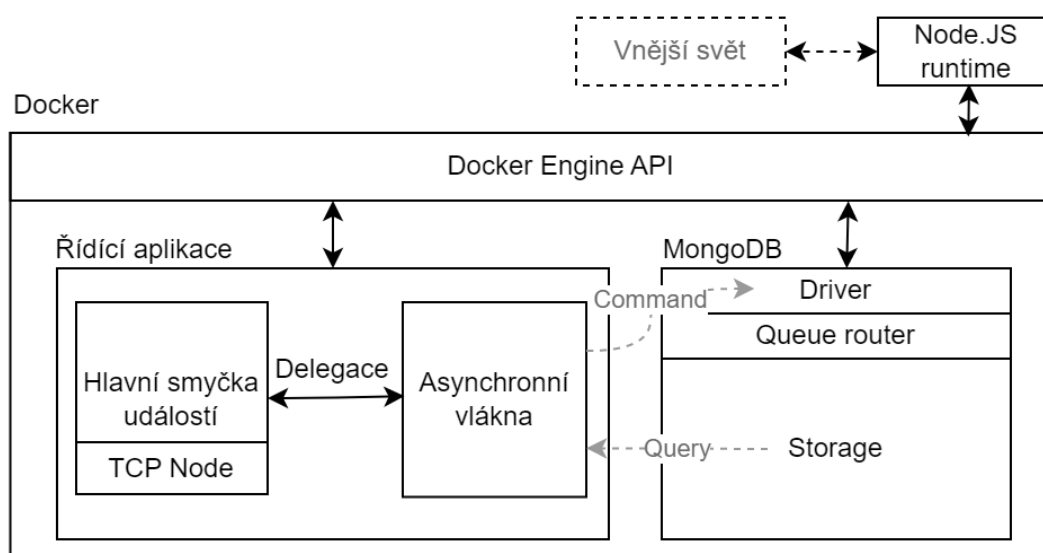 Vnější svět
Node.JS
runtime
Docker
Docker Engine API
Řídící aplikace
MongoDB
Command
Driver
Queue router
Delegace
Hlavní smyčka
událostí
Asynchronní
vlákna
TCP Node
Query
Storage